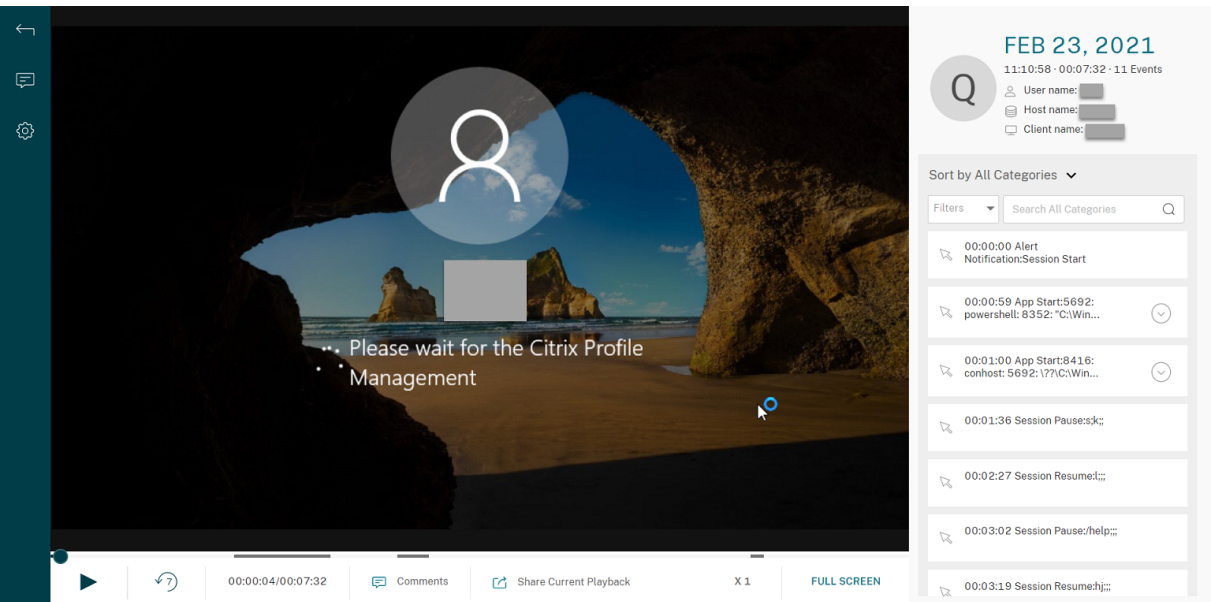 Please wait for the Citrix Profile
Management
7
00:00:04/00:07:32
Comments
Share Current Playback
X 1
FULL SCREEN
Q
FEB 23, 2021
11:10:58 · 00:07:32 · 11 Events
User name:
Host name:
Client name:
Sort by All Categories
Filters
Search All Categories
00:00:00 Alert
Notification:Session Start
00:00:59 App Start:5692:
powershell: 8352: "C:\Win...
00:01:00 App Start:8416:
conhost: 5692: \??\C:\Win...
00:01:36 Session Pause:s;k;;
00:02:27 Session Resume:l;;;
00:03:02 Session Pause:/help;;;
00:03:19 Session Resume:hj;;;